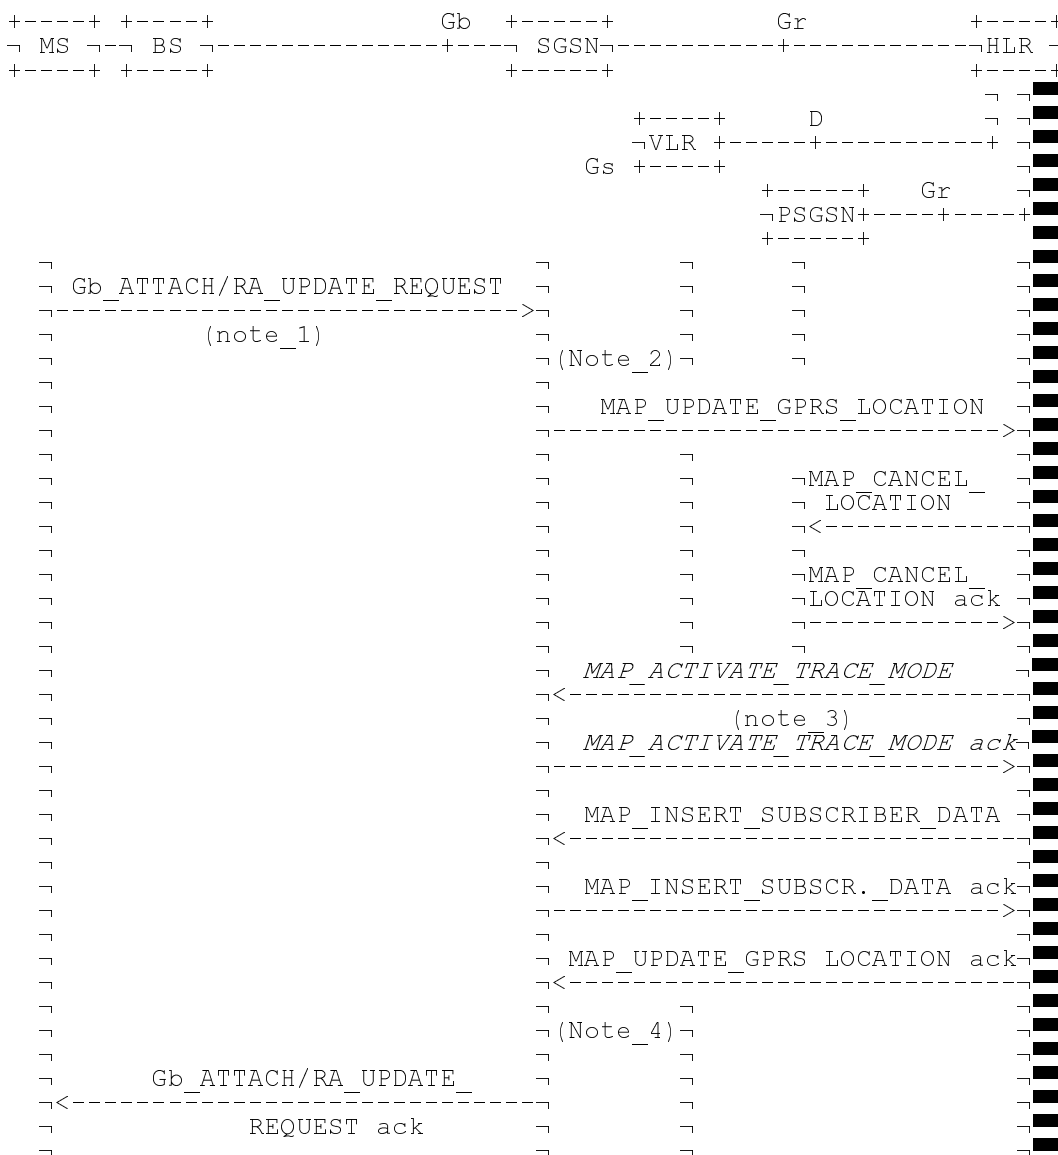 +----+ +----+ Gb +-----+ Gr +-----+
¬ MS ¬--¬ BS ¬--------------+----¬ SGSN¬----------+------------¬HLR ¬
+----+ +----+ +-----+ +-----+
¬ ¬
+----+ D ¬ ¬
¬VLR +-----+----------+ ¬
Gs +----+ ¬
+-----+ Gr ¬
¬PSGSN+----+----+
+-----+
¬ ¬ ¬ ¬ ¬
¬ Gb_ATTACH/RA_UPDATE_REQUEST ¬ ¬ ¬ ¬
¬----------------------------->¬ ¬ ¬ ¬
¬ (note_1) ¬ ¬ ¬ ¬
¬ ¬(Note_2)¬ ¬ ¬
¬ ¬ ¬
¬ ¬ MAP_UPDATE_GPRS_LOCATION ¬
¬ ¬---------------------------->¬
¬ ¬ ¬ ¬
¬ ¬ ¬ ¬MAP_CANCEL_ ¬
¬ ¬ ¬ ¬ LOCATION ¬
¬ ¬ ¬ ¬<-------------¬
¬ ¬ ¬ ¬ ¬
¬ ¬ ¬ ¬MAP_CANCEL_ ¬
¬ ¬ ¬ ¬LOCATION ack ¬
¬ ¬ ¬ ¬------------>¬
¬ ¬ ¬ ¬ ¬
¬ ¬ MAP_ACTIVATE_TRACE_MODE ¬
¬ ¬<-----------------------------¬
¬ ¬ (note_3) ¬
¬ ¬ MAP_ACTIVATE_TRACE_MODE ack¬
¬ ¬---------------------------->¬
¬ ¬ ¬
¬ ¬ MAP_INSERT_SUBSCRIBER_DATA ¬
¬ ¬<-----------------------------¬
¬ ¬ ¬
¬ ¬ MAP_INSERT_SUBSCR._DATA ack¬
¬ ¬---------------------------->¬
¬ ¬ ¬
¬ ¬ MAP_UPDATE_GPRS LOCATION ack¬
¬ ¬<-----------------------------¬
¬ ¬ ¬ ¬
¬ ¬(Note_4)¬ ¬
¬ ¬ ¬ ¬
¬ Gb_ATTACH/RA_UPDATE_ ¬ ¬ ¬
¬<------------------------------¬ ¬ ¬
¬ REQUEST ack ¬ ¬ ¬
¬ ¬ ¬ ¬